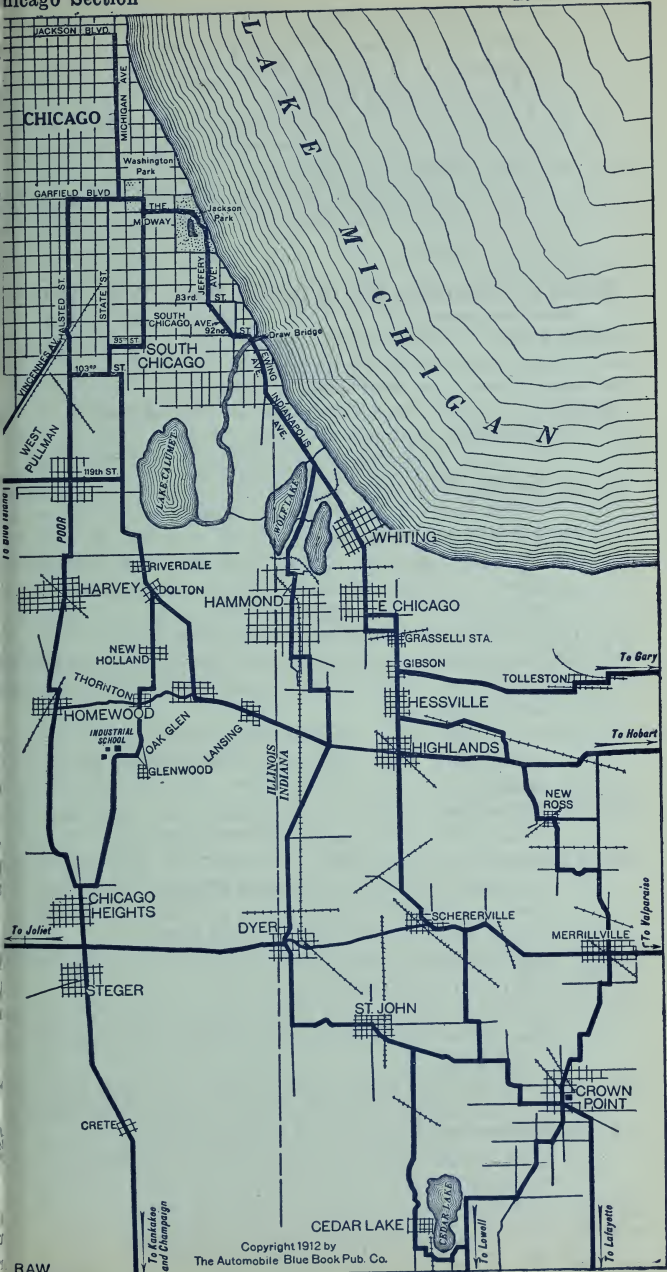 hicago Section
JACKSON BLVD.
MICHIGAN AVE
CHICAGO
LAKE MICHIGAN
Washington
Park
GARFIELD BLVD
THE
MIDWAY
Jackson
Park
HALSTED ST.
STATE ST.
JEFFERY
AVE.
83rd. ST.
SOUTH
CHICAGO AVE.
92nd. ST.
Draw Bridge
VINCENNES AV.
95TH ST.
SOUTH
CHICAGO
EWING
AVE.
103RD ST.
INDIANAPOLIS
AVE.
WEST
PULLMAN
LAKE CALUMET
119th ST.
WOLF LAKE
To Blue Island
POOR
WHITING
RIVERDALE
HARVEY
DOLTON
HAMMOND
E CHICAGO
GRASSELLI STA.
NEW
HOLLAND
GIBSON
TOLLESTON
To Gary
THORNTON
HESSVILLE
HOMEWOOD
INDUSTRIAL
SCHOOL
OAK GLEN
LANSING
HIGHLANDS
To Hobart
GLENWOOD
ILLINOIS
INDIANA
NEW
ROSS
CHICAGO
HEIGHTS
SCHERERVILLE
To Joliet
DYER
MERRILLVILLE
To Valparaiso
STEGER
ST. JOHN
CROWN
POINT
CRETE
To Kankakee
and Champaign
CEDAR LAKE
CEDAR LAKE
To Lowell
To Lafayette
Copyright 1912 by
The Automobile Blue Book Pub. Co.
RAW